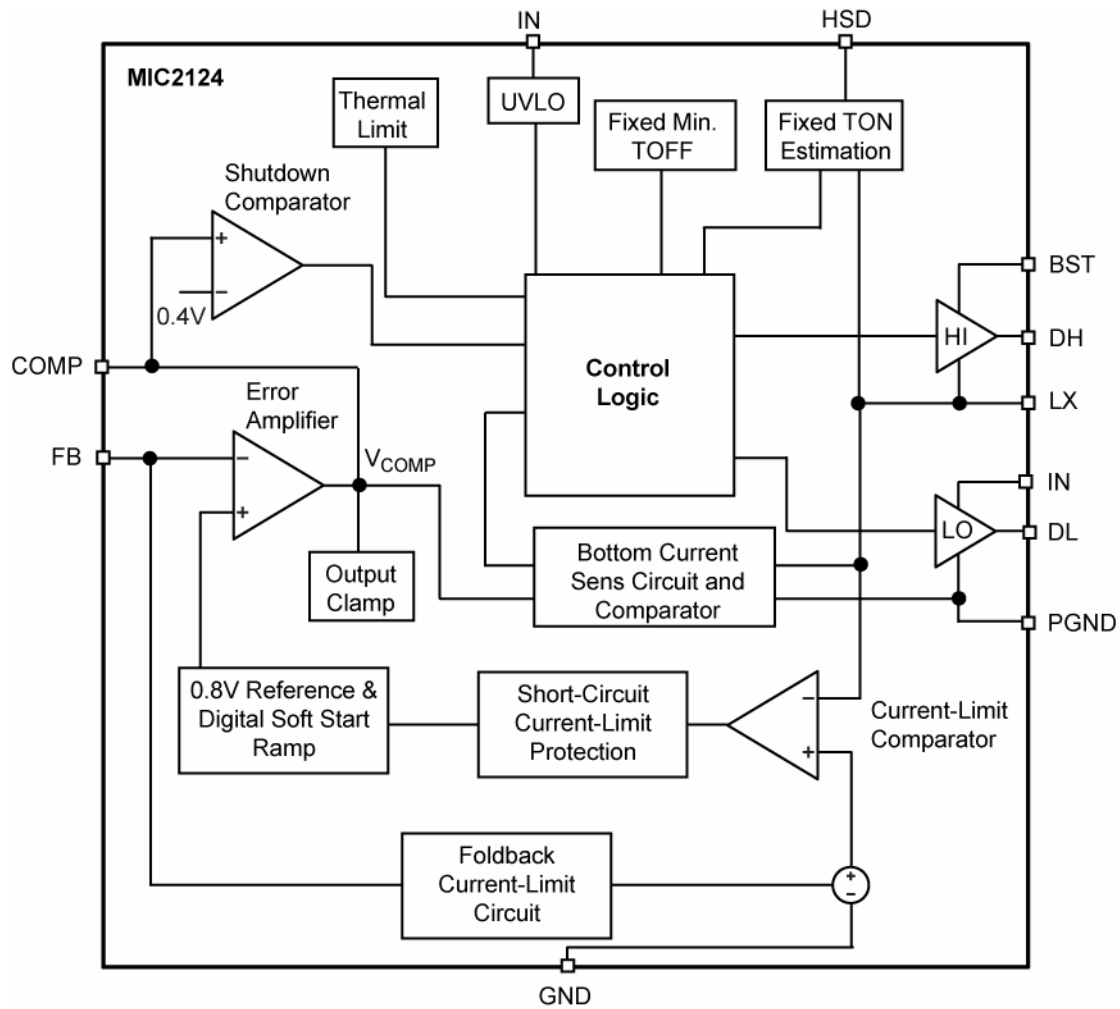 IN
HSD
MIC2124
Thermal
Limit
UVLO
Fixed Min.
TOFF
Fixed TON
Estimation
Shutdown
Comparator
+
−
0.4V
BST
HI
DH
COMP
Control
Logic
LX
Error
Amplifier
FB
−
+
VCOMP
IN
LO
DL
Output
Clamp
Bottom Current
Sens Circuit and
Comparator
PGND
0.8V Reference &
Digital Soft Start
Ramp
Short-Circuit
Current-Limit
Protection
−
+
Current-Limit
Comparator
Foldback
Current-Limit
Circuit
+
−
GND